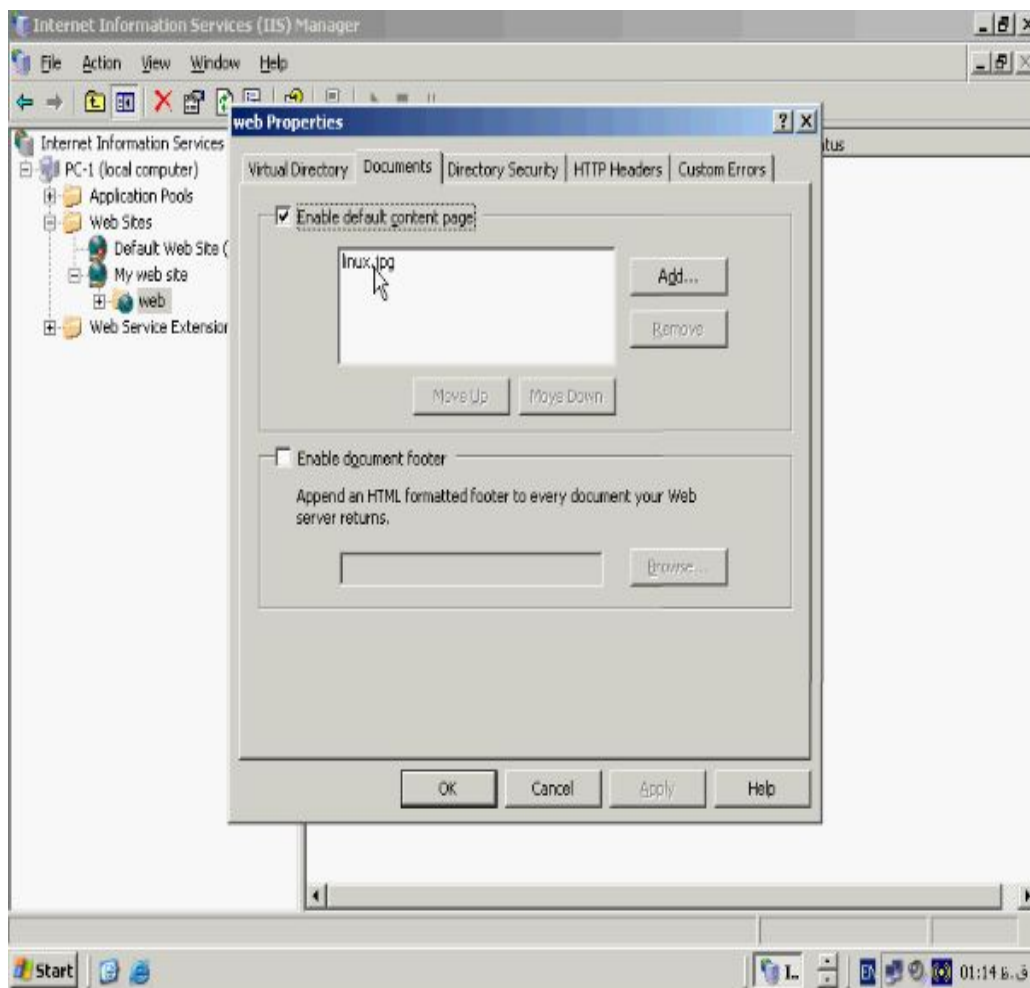 Internet Information Services (IIS) Manager
File Action View Window Help
web Properties
Internet Information Services
tus
PC-1 (local computer)
Virtual Directory Documents Directory Security HTTP Headers Custom Errors
Application Pools
Web Sites
Enable default content page
Default Web Site (
linux.jpg
My web site
Add...
web
Web Service Extension
Remove
Move Up Move Down
Enable document footer
Append an HTML formatted footer to every document your Web
server returns.
Browse...
OK Cancel Apply Help
Start
I...
EN
01:14 ق.ظ